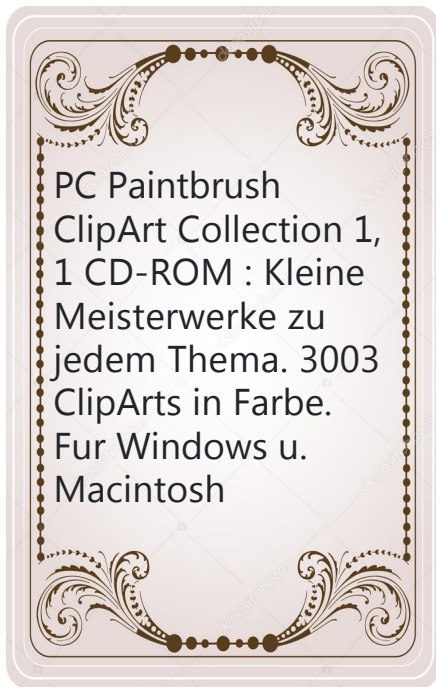 PC Paintbrush
ClipArt Collection 1,
1 CD-ROM : Kleine
Meisterwerke zu
jedem Thema. 3003
ClipArts in Farbe.
Fur Windows u.
Macintosh